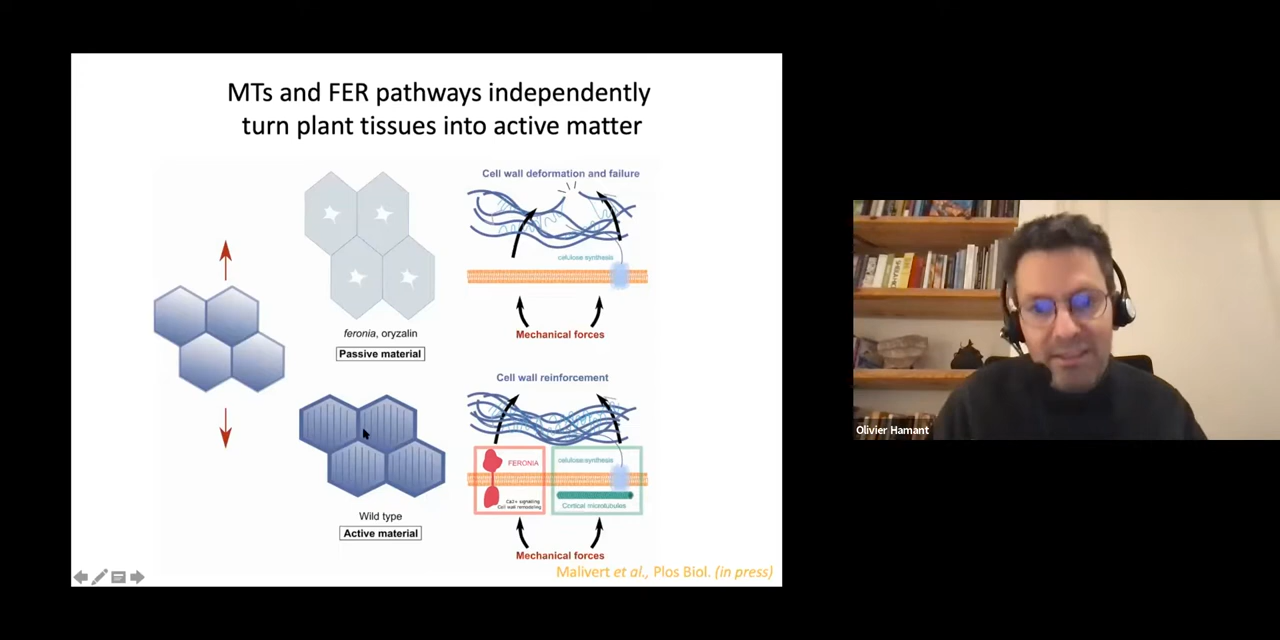 MTs and FER pathways independently
turn plant tissues into active matter
Cell wall deformation and failure
cellulose synthesis
Mechanical forces
feronia, oryzalin
Passive material
Cell wall reinforcement
FERONIA
Ca2+ signalling
Cell wall remodeling
cellulose synthesis
Cortical microtubules
Mechanical forces
Wild type
Active material
Malivert et al., Plos Biol. (in press)
Olivier Hamant